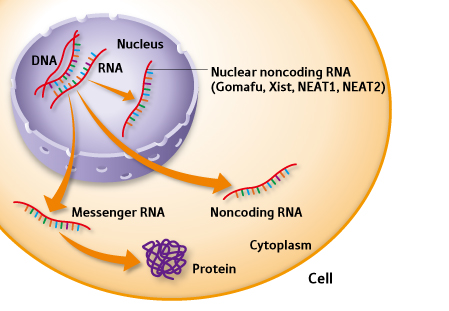 Nucleus
DNA
RNA
Nuclear noncoding RNA
(Gomafu, Xist, NEAT1, NEAT2)
Messenger RNA
Noncoding RNA
Cytoplasm
Protein
Cell